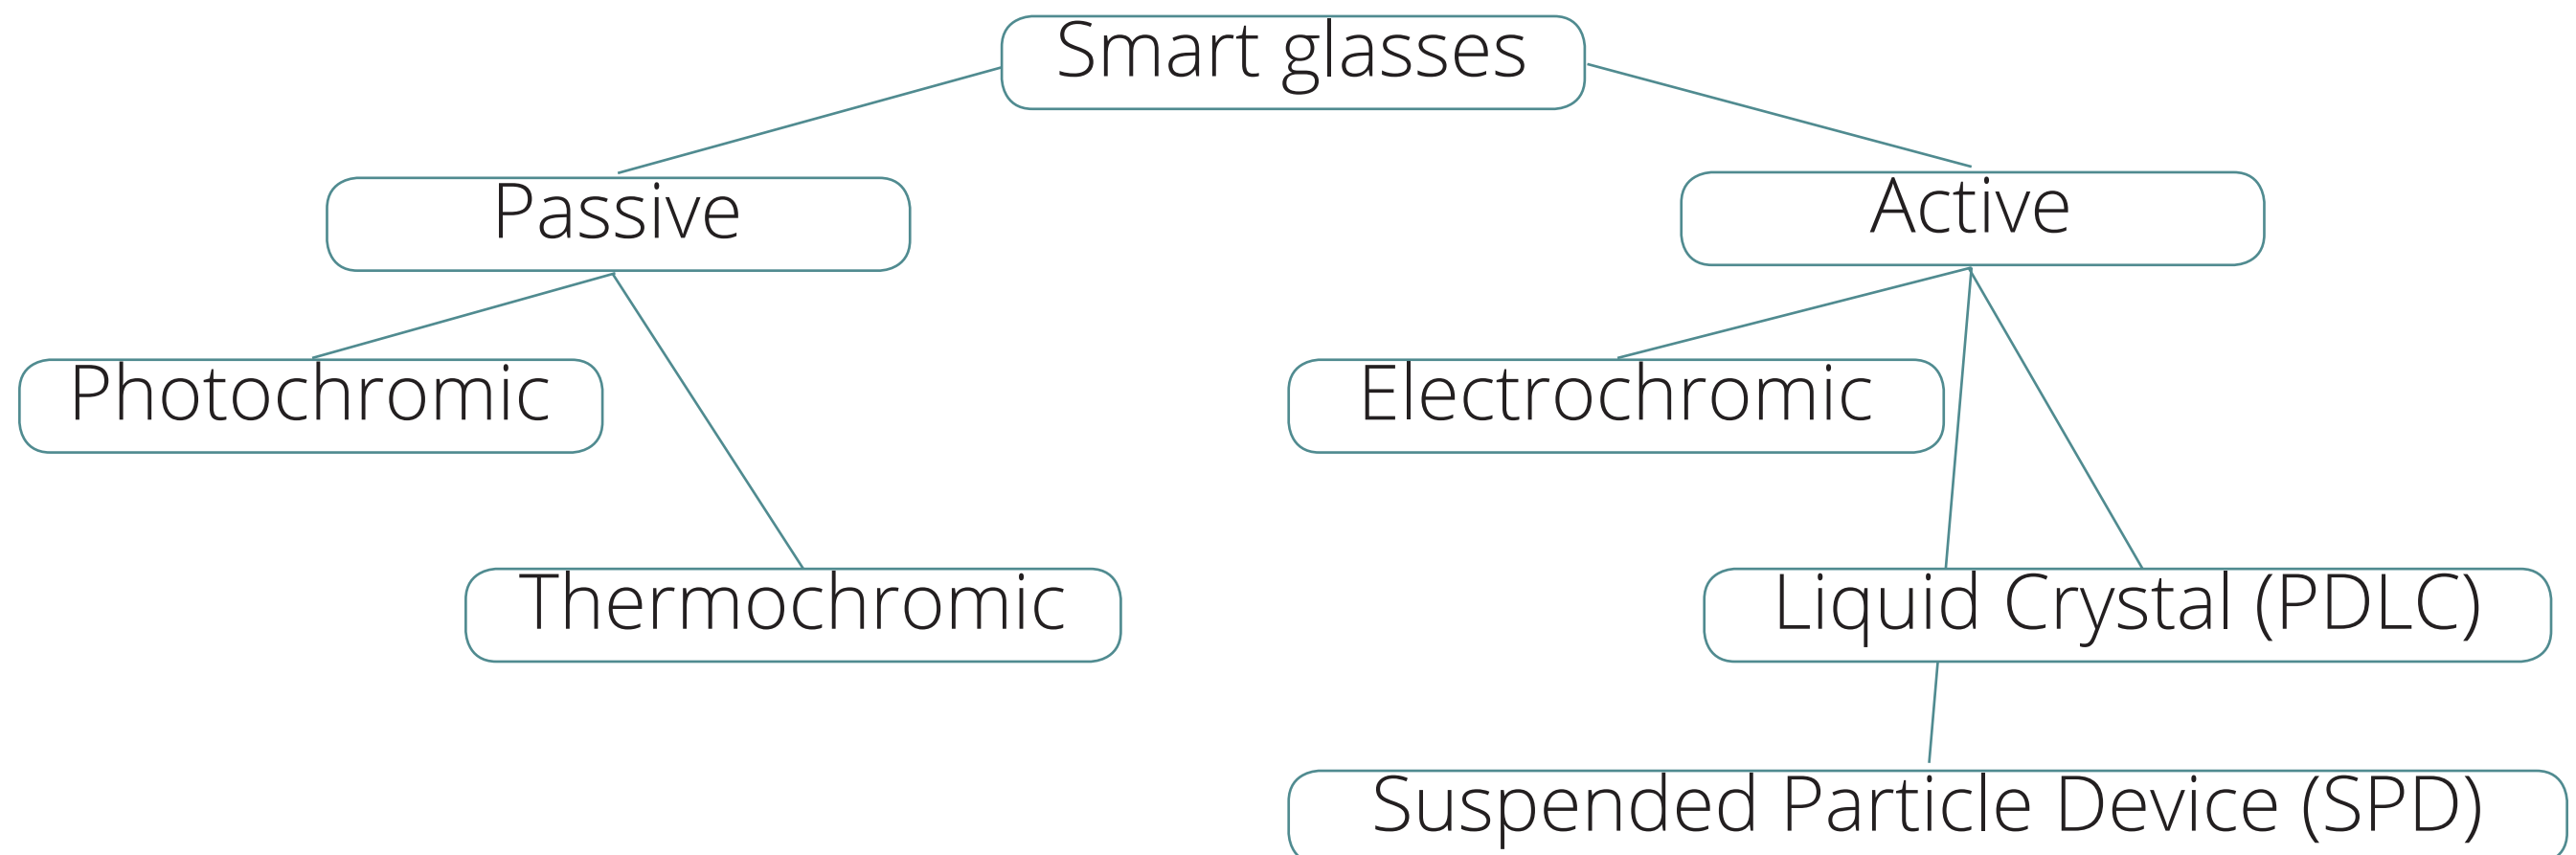 Smart glasses
Passive
Active
Photochromic
Electrochromic
Thermochromic
Liquid Crystal (PDLC)
Suspended Particle Device (SPD)